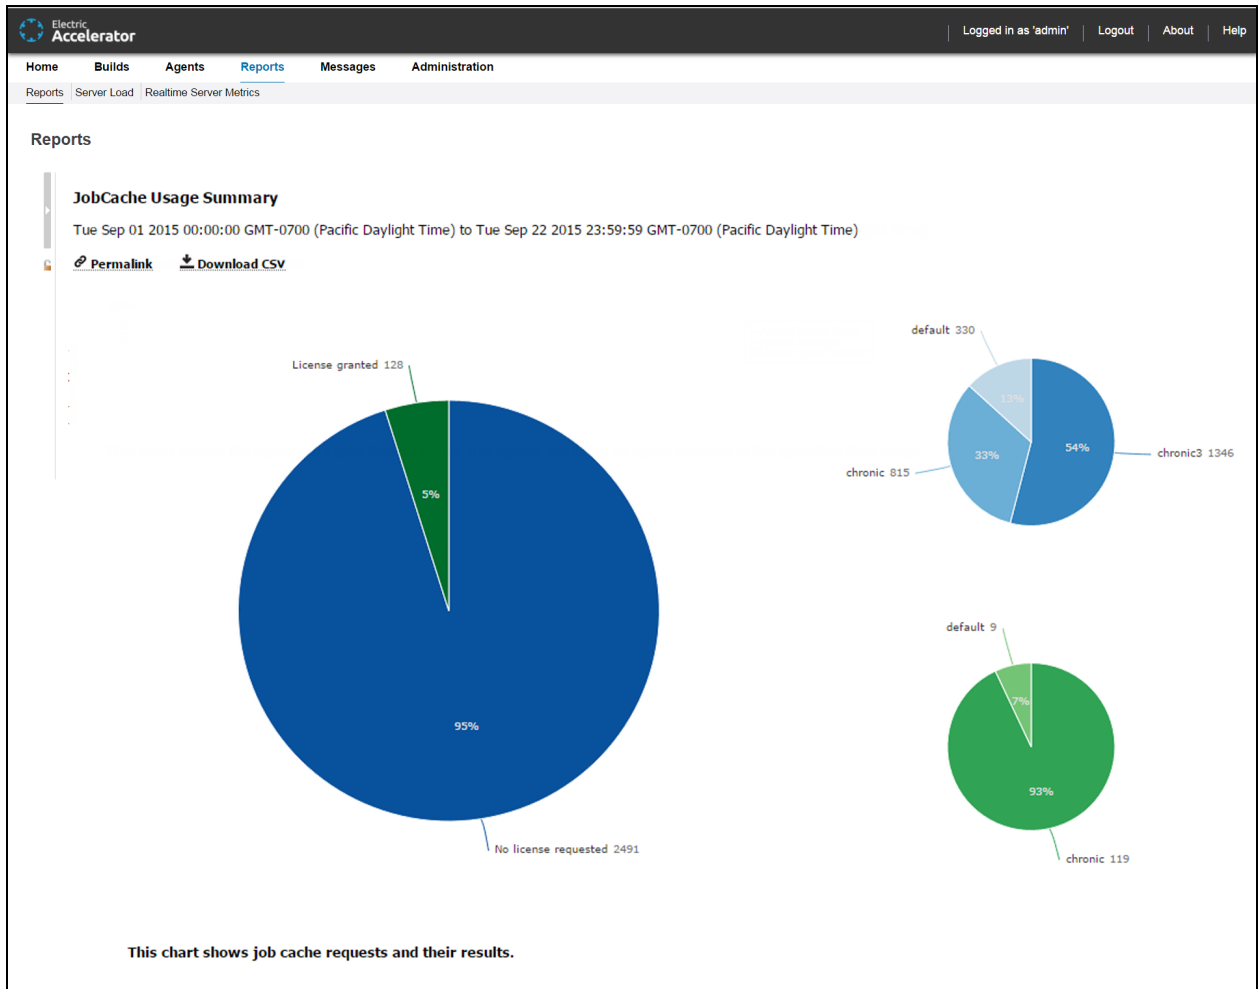 Electric
Accelerator
Logged in as 'admin' Logout About Help
Home Builds Agents Reports Messages Administration
Reports Server Load Realtime Server Metrics
Reports
JobCache Usage Summary
Tue Sep 01 2015 00:00:00 GMT-0700 (Pacific Daylight Time) to Tue Sep 22 2015 23:59:59 GMT-0700 (Pacific Daylight Time)
Permalink Download CSV
License granted 128
5%
95%
No license requested 2491
default 330
13%
33%
54%
chronic 815
chronic3 1346
default 9
7%
93%
chronic 119
This chart shows job cache requests and their results.